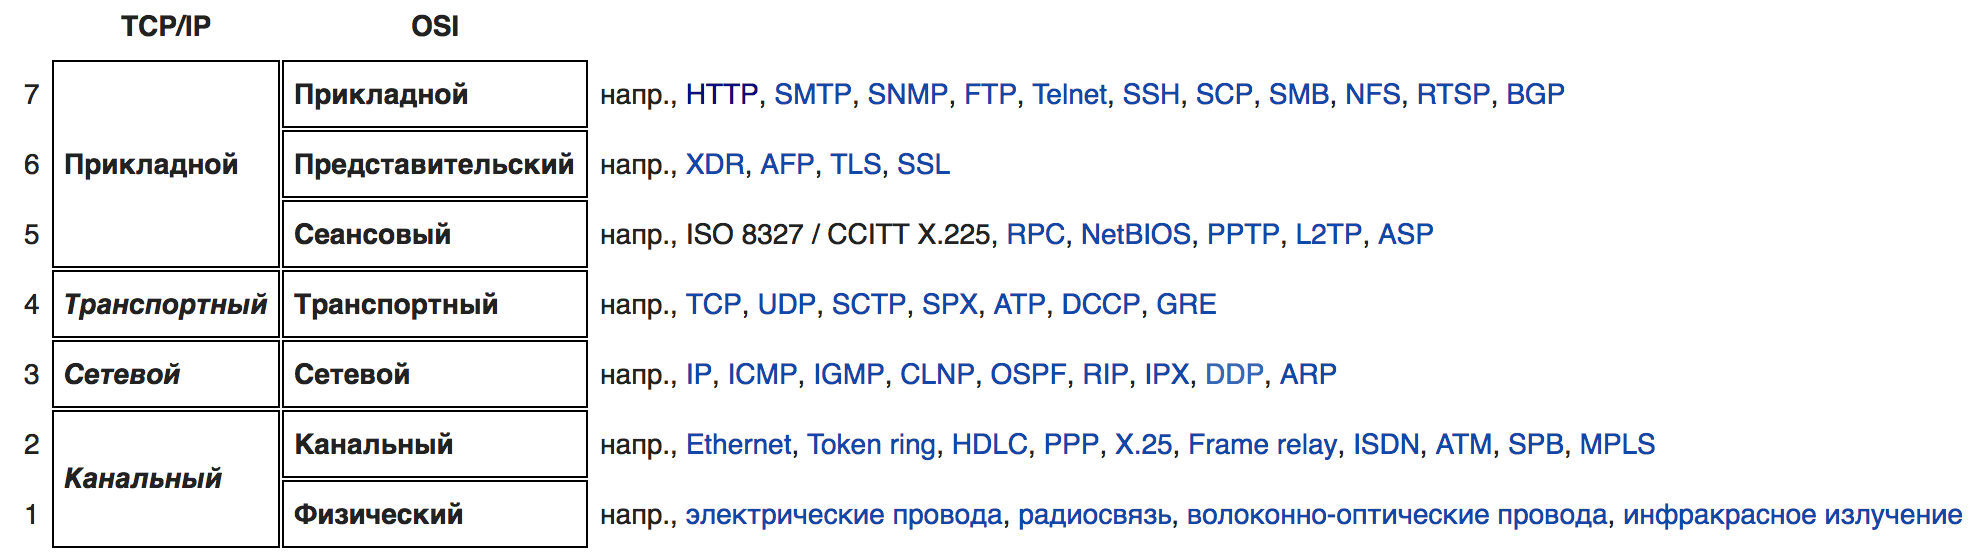 TCP/IP OSI
7 Прикладной напр., HTTP, SMTP, SNMP, FTP, Telnet, SSH, SCP, SMB, NFS, RTSP, BGP
6 Прикладной Представительский напр., XDR, AFP, TLS, SSL
5 Сеансовый напр., ISO 8327 / CCITT X.225, RPC, NetBIOS, PPTP, L2TP, ASP
4 Транспортный Транспортный напр., TCP, UDP, SCTP, SPX, ATP, DCCP, GRE
3 Сетевой Сетевой напр., IP, ICMP, IGMP, CLNP, OSPF, RIP, IPX, DDP, ARP
2 Канальный напр., Ethernet, Token ring, HDLC, PPP, X.25, Frame relay, ISDN, ATM, SPB, MPLS
Канальный
1 Физический напр., электрические провода, радиосвязь, волоконно-оптические провода, инфракрасное излучение